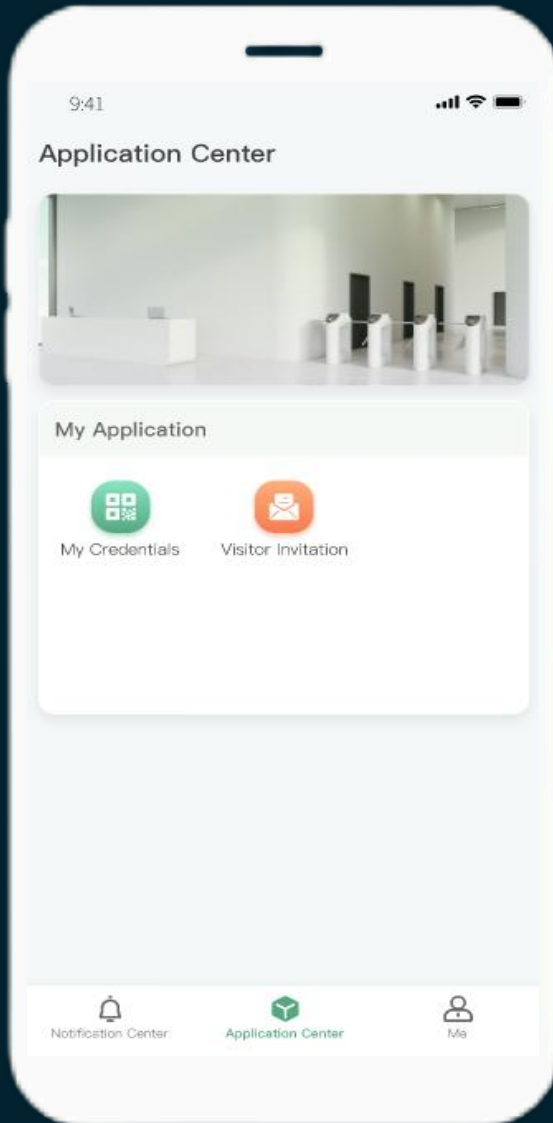 9:41
Application Center
My Application
My Credentials
Visitor Invitation
Notification Center
Application Center
Me